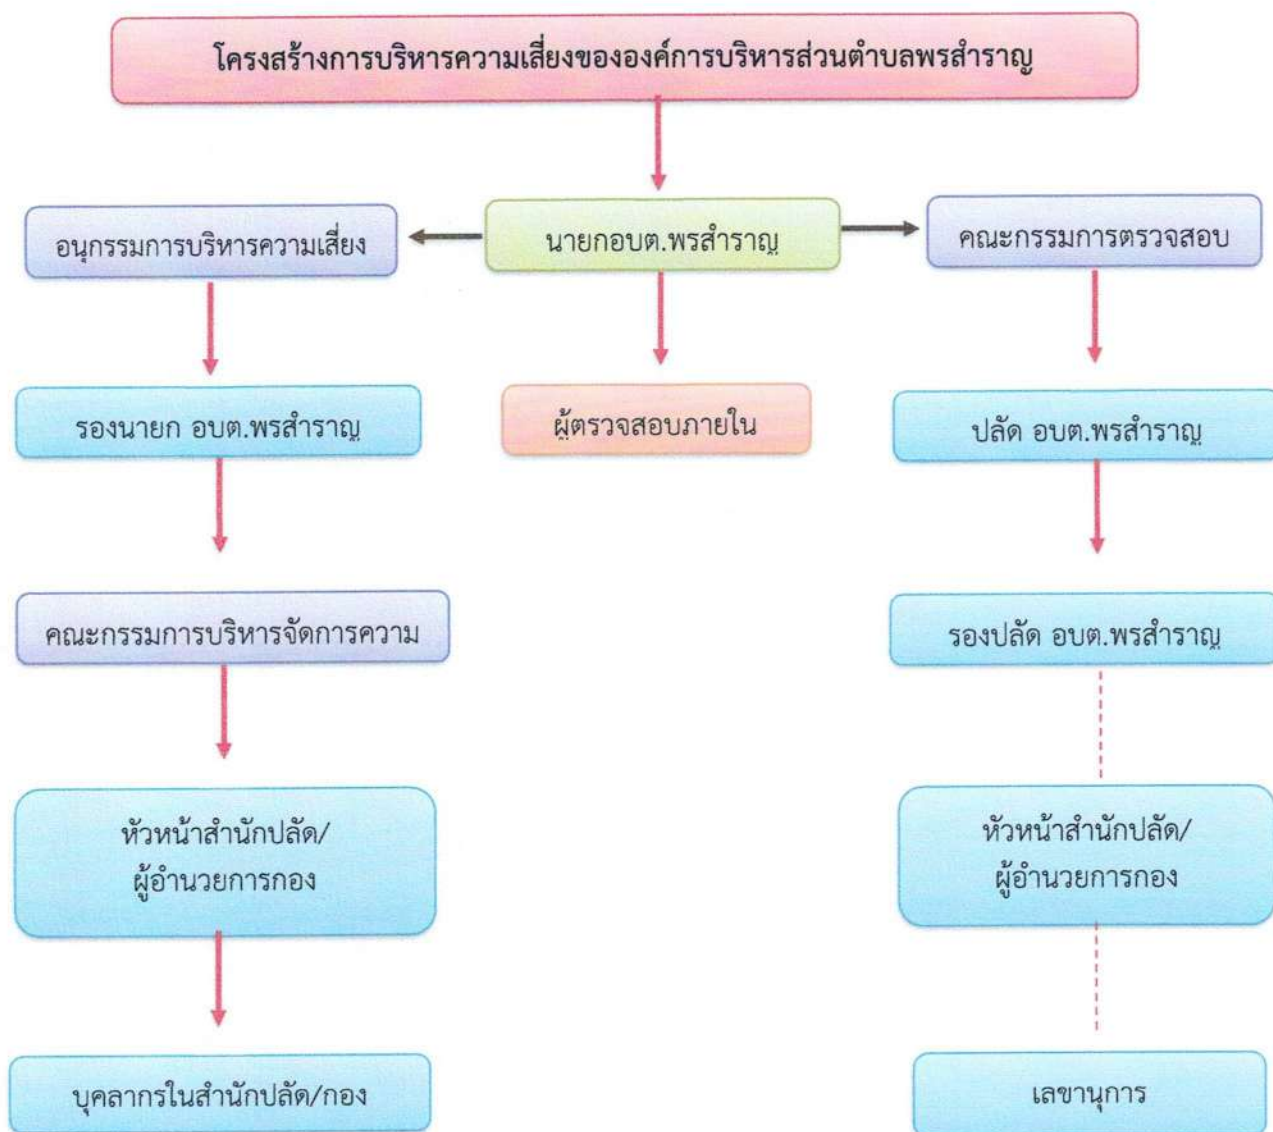 โครงสร้างการบริหารความเสี่ยงขององค์การบริหารส่วนตำบลพรสำราญ
อนุกรรมการบริหารความเสี่ยง
นายกอบต.พรสำราญ
คณะกรรมการตรวจสอบ
รองนายก อบต.พรสำราญ
ผู้ตรวจสอบภายใน
ปลัด อบต.พรสำราญ
คณะกรรมการบริหารจัดการความ
รองปลัด อบต.พรสำราญ
หัวหน้าสำนักปลัด/
ผู้อำนวยการกอง
หัวหน้าสำนักปลัด/
ผู้อำนวยการกอง
บุคลากรในสำนักปลัด/กอง
เลขานุการ